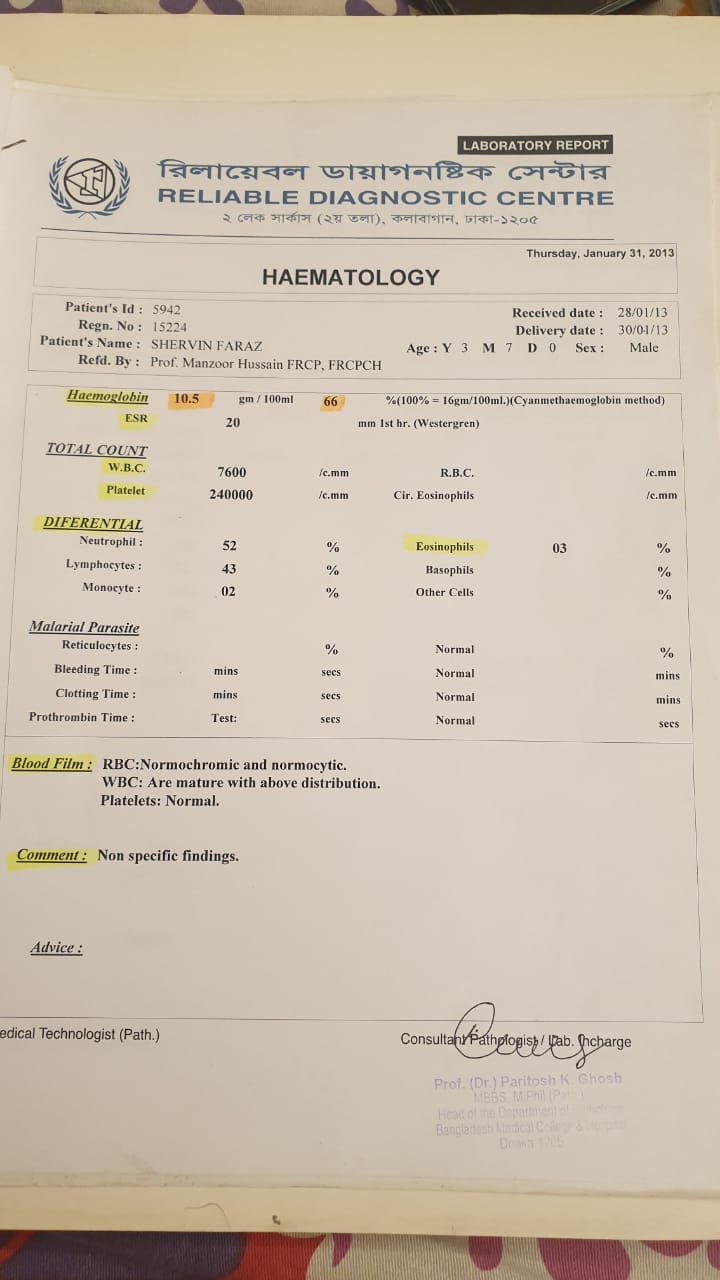 LABORATORY REPORT
রিলায়েবল ডায়াগনষ্টিক সেন্টার
RELIABLE DIAGNOSTIC CENTRE
২ লেক সার্কাস (২য় তলা), কলাবাগান, ঢাকা-১২০৫
Thursday, January 31, 2013
HAEMATOLOGY
Patient's Id : 5942 Received date : 28/01/13
Regn. No : 15224 Delivery date : 30/01/13
Patient's Name : SHERVIN FARAZ Age : Y 3 M 7 D 0 Sex : Male
Refd. By : Prof. Manzoor Hussain FRCP, FRCPCH
Haemoglobin 10.5 gm / 100ml 66 %(100% = 16gm/100ml.)(Cyanmethaemoglobin method)
ESR 20 mm 1st hr. (Westergren)
TOTAL COUNT
W.B.C. 7600 /c.mm R.B.C. /c.mm
Platelet 240000 /c.mm Cir. Eosinophils /c.mm
DIFERENTIAL
Neutrophil : 52 % Eosinophils 03 %
Lymphocytes : 43 % Basophils %
Monocyte : 02 % Other Cells %
Malarial Parasite
Reticulocytes : % Normal %
Bleeding Time : mins secs Normal mins
Clotting Time : mins secs Normal mins
Prothrombin Time : Test: secs Normal secs
Blood Film : RBC:Normochromic and normocytic.
WBC: Are mature with above distribution.
Platelets: Normal.
Comment : Non specific findings.
Advice :
edical Technologist (Path.) Consultant Pathologist / Lab. Incharge
Prof. (Dr.) Paritosh K. Ghosh
MBBS, M.Phil (Path)
Head of the Department of
Bangladesh Medical College & Hospital
Dhaka 1205